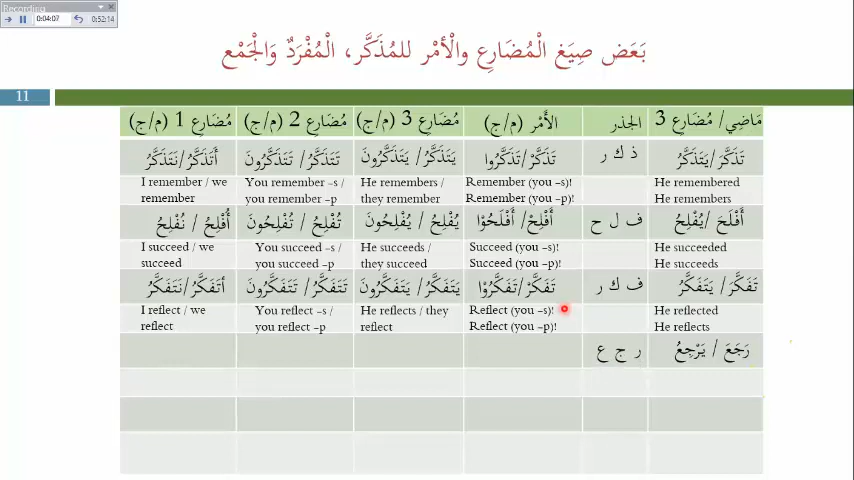 Recording
0:04:07 0:52:14
بَعَض صِيَغ الْمُضَارِع والْأمْر للمُذَكَّر، الْمُفْرَدٌ وَالْجَمْع
11
مَاضِي/ مُضَارِع 3 الجذر الأَمْر (م/ج) مُضَارِع 3 (م/ج) مُضَارِع 2 (م/ج) مُضَارِع 1 (م/ج)
تَذَكَّرَ/يَتَذَكَّرُ ذ ك ر تَذَكَّرْ/تَذَكَّرُوا يَتَذَكَّرُ/ يَتَذَكَّرُونَ تَتَذَكَّرُ/ تَتَذَكَّرُونَ أَتَذَكَّرُ/نَتَذَكَّرُ
He remembered Remember (you -s)! He remembers / You remember -s / I remember / we
He remembers Remember (you -p)! they remember you remember -p remember
أَفْلَحَ /يُفْلِحُ ف ل ح أَفْلِحْ/ أَفْلَحُوْا يُفْلِحُ/ يُفْلِحُونَ تُفْلِحُ/ تُفْلِحُونَ أُفْلِحُ / نُفْلِحُ
He succeeded Succeed (you -s)! He succeeds / You succeed -s / I succeed / we
He succeeds Succeed (you -p)! they succeed you succeed -p succeed
تَفَكَّرَ/ يَتَفَكَّرُ ف ك ر تَفَكَّرْ/تَفَكَّرُوْا يَتَفَكَّرُ/ يَتَفَكَّرُونَ تَتَفَكَّرُ/ تَتَفَكَّرُونَ أتَفَكَّرُ/نَتَفَكَّرُ
He reflected Reflect (you -s)! He reflects / they You reflect -s / I reflect / we
He reflects Reflect (you -p)! reflect you reflect -p reflect
رَجَعَ / يَرْجِعُ ر ج ع